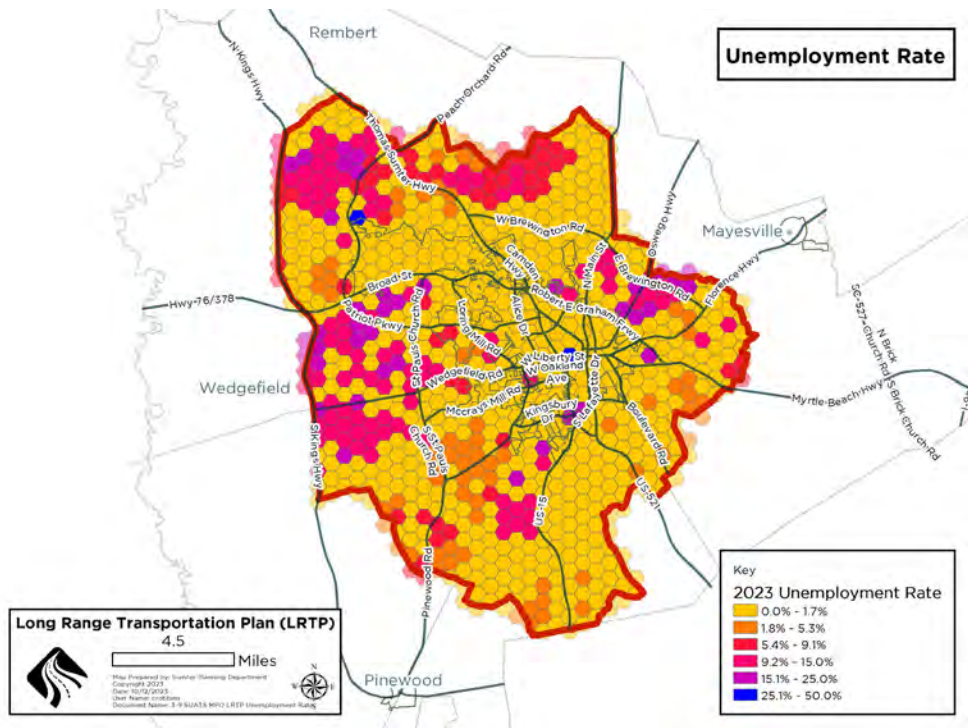 Unemployment Rate
Rembert
N Kings Hwy
Peach Orchard Rd
Thomas Sumter Hwy
W Brewington Rd
Oswego Hwy
Mayesville
Camden Hwy
N Main St
E Brewington Rd
Florence Hwy
Broad St
Hwy 76/378
Patriot Pkwy
St Pauls Church Rd
Loring Mill Rd
Alice Dr
Robert E Graham Frwy
SC-527
N Brick Church Rd
S Brick Church Rd
I-95
Wedgefield
Wedgefield Rd
W Liberty St
W Oakland Ave
Mccrays Mill Rd
Kingsbury Dr
S Lafayette Dr
Boulevard Rd
Myrtle Beach Hwy
S Kings Hwy
S St Pauls Church Rd
US-15
US-521
Pinewood Rd
Pinewood
Key
2023 Unemployment Rate
0.0% - 1.7%
1.8% - 5.3%
5.4% - 9.1%
9.2% - 15.0%
15.1% - 25.0%
25.1% - 50.0%
Long Range Transportation Plan (LRTP)
4.5
Miles
Map Prepared by: Sumter Planning Department
Copyright 2023
Date: 10/12/2023
N
W
E
S